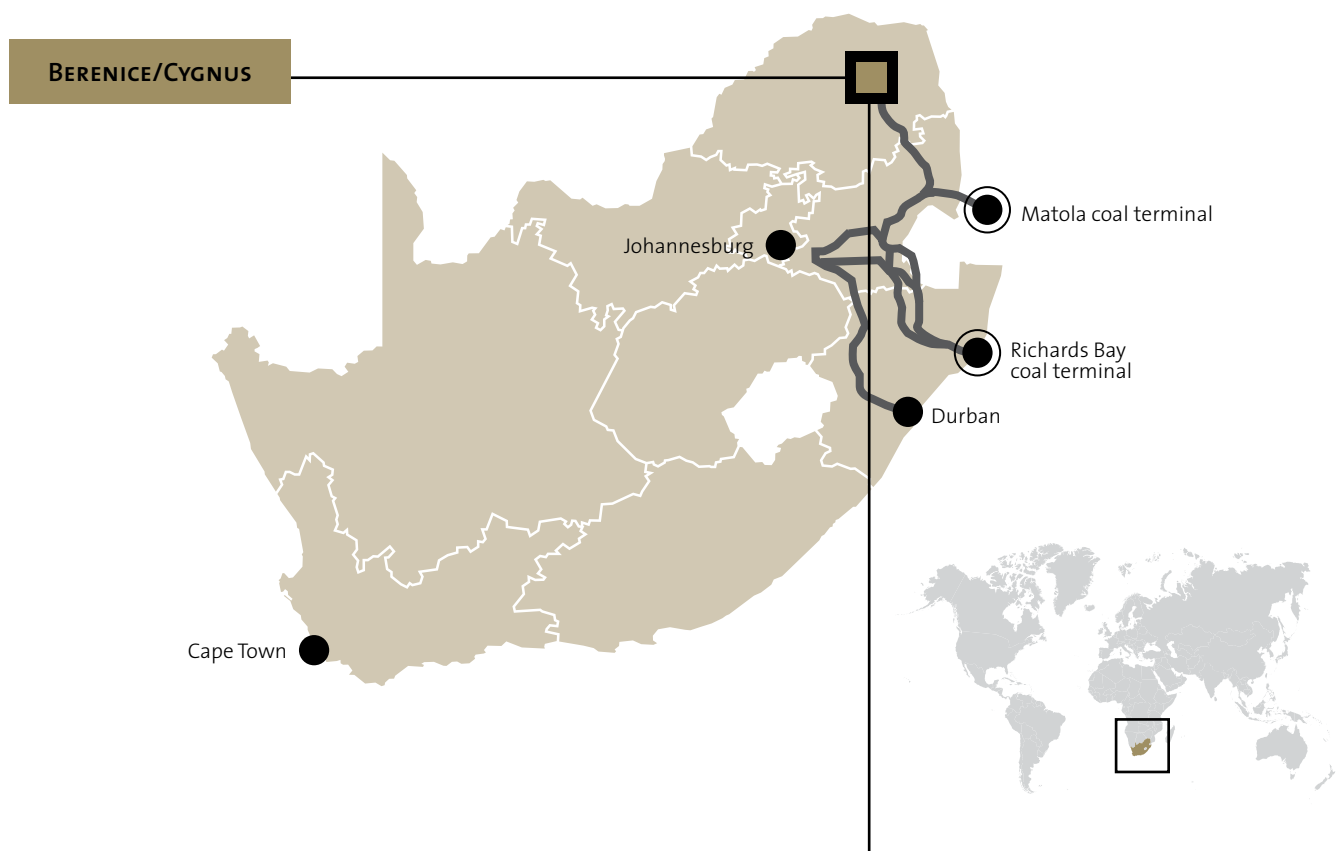 BERENICE/CYGNUS
Matola coal terminal
Johannesburg
Richards Bay
coal terminal
Durban
Cape Town